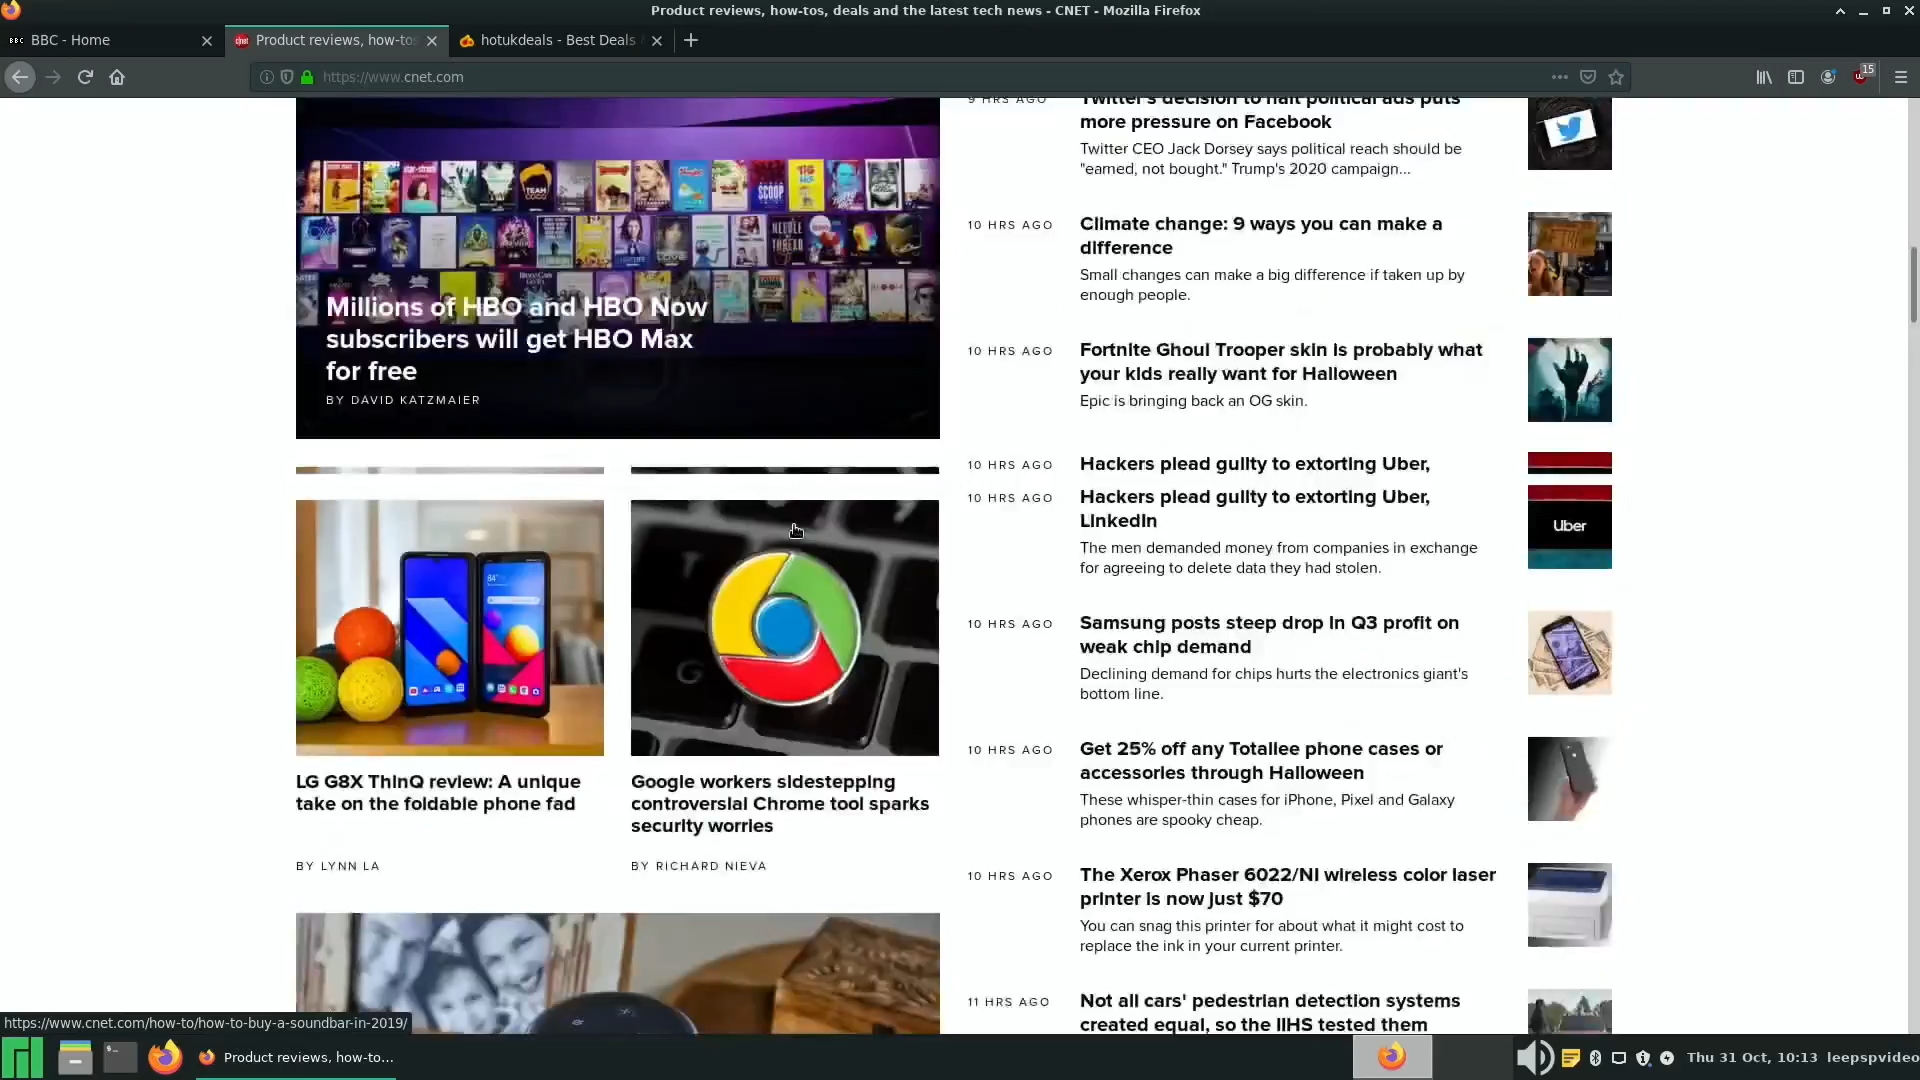 Product reviews, how-tos, deals and the latest tech news - CNET - Mozilla Firefox
BBC - Home
Product reviews, how-tos
hotukdeals - Best Deals
https://www.cnet.com
15
9 HRS AGO
Twitter's decision to halt political ads puts
more pressure on Facebook
Twitter CEO Jack Dorsey says political reach should be
"earned, not bought." Trump's 2020 campaign...
10 HRS AGO
Climate change: 9 ways you can make a
difference
Small changes can make a big difference if taken up by
enough people.
10 HRS AGO
Fortnite Ghoul Trooper skin is probably what
your kids really want for Halloween
Epic is bringing back an OG skin.
10 HRS AGO
Hackers plead guilty to extorting Uber,
10 HRS AGO
Hackers plead guilty to extorting Uber,
LinkedIn
The men demanded money from companies in exchange
for agreeing to delete data they had stolen.
Uber
10 HRS AGO
Samsung posts steep drop in Q3 profit on
weak chip demand
Declining demand for chips hurts the electronics giant's
bottom line.
10 HRS AGO
Get 25% off any Totallee phone cases or
accessories through Halloween
These whisper-thin cases for iPhone, Pixel and Galaxy
phones are spooky cheap.
10 HRS AGO
The Xerox Phaser 6022/NI wireless color laser
printer is now just $70
You can snag this printer for about what it might cost to
replace the ink in your current printer.
11 HRS AGO
Not all cars' pedestrian detection systems
created equal, so the IIHS tested them
Millions of HBO and HBO Now
subscribers will get HBO Max
for free
BY DAVID KATZMAIER
LG G8X ThinQ review: A unique
take on the foldable phone fad
BY LYNN LA
Google workers sidestepping
controversial Chrome tool sparks
security worries
BY RICHARD NIEVA
https://www.cnet.com/how-to/how-to-buy-a-soundbar-in-2019/
Product reviews, how-to...
Thu 31 Oct, 10:13
leepspvideo